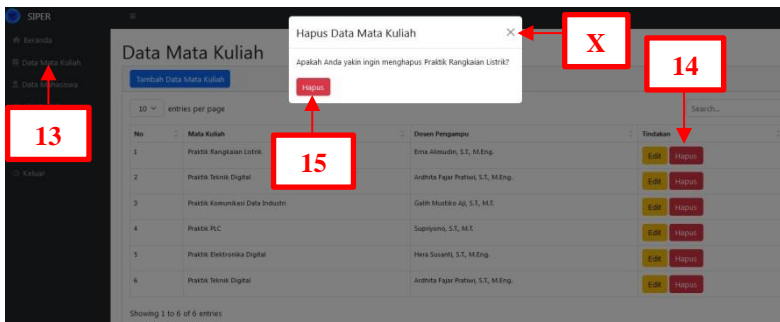 SIPER
Hapus Data Mata Kuliah ×
X
Beranda
Data Mata Kuliah
Data Mata Kuliah
Apakah Anda yakin ingin menghapus Praktik Rangkaian Listrik?
14
Data Mahasiswa
Tambah Data Mata Kuliah
Hapus
10 entries per page
Search...
13
15
No Mata Kuliah Dosen Pengampu Tindakan
1 Praktik Rangkaian Listrik Erna Alimudin, S.T., M.Eng. Edit Hapus
Keluar
2 Praktik Teknik Digital Ardhita Fajar Pratiwi, S.T., M.Eng. Edit Hapus
3 Praktik Komunikasi Data Industri Galih Mustiko Aji, S.T., M.T. Edit Hapus
4 Praktik PLC Supriyono, S.T., M.T. Edit Hapus
5 Praktik Elektronika Digital Hera Susanti, S.T., M.Eng. Edit Hapus
6 Praktik Teknik Digital Ardhita Fajar Pratiwi, S.T., M.Eng. Edit Hapus
Showing 1 to 6 of 6 entries